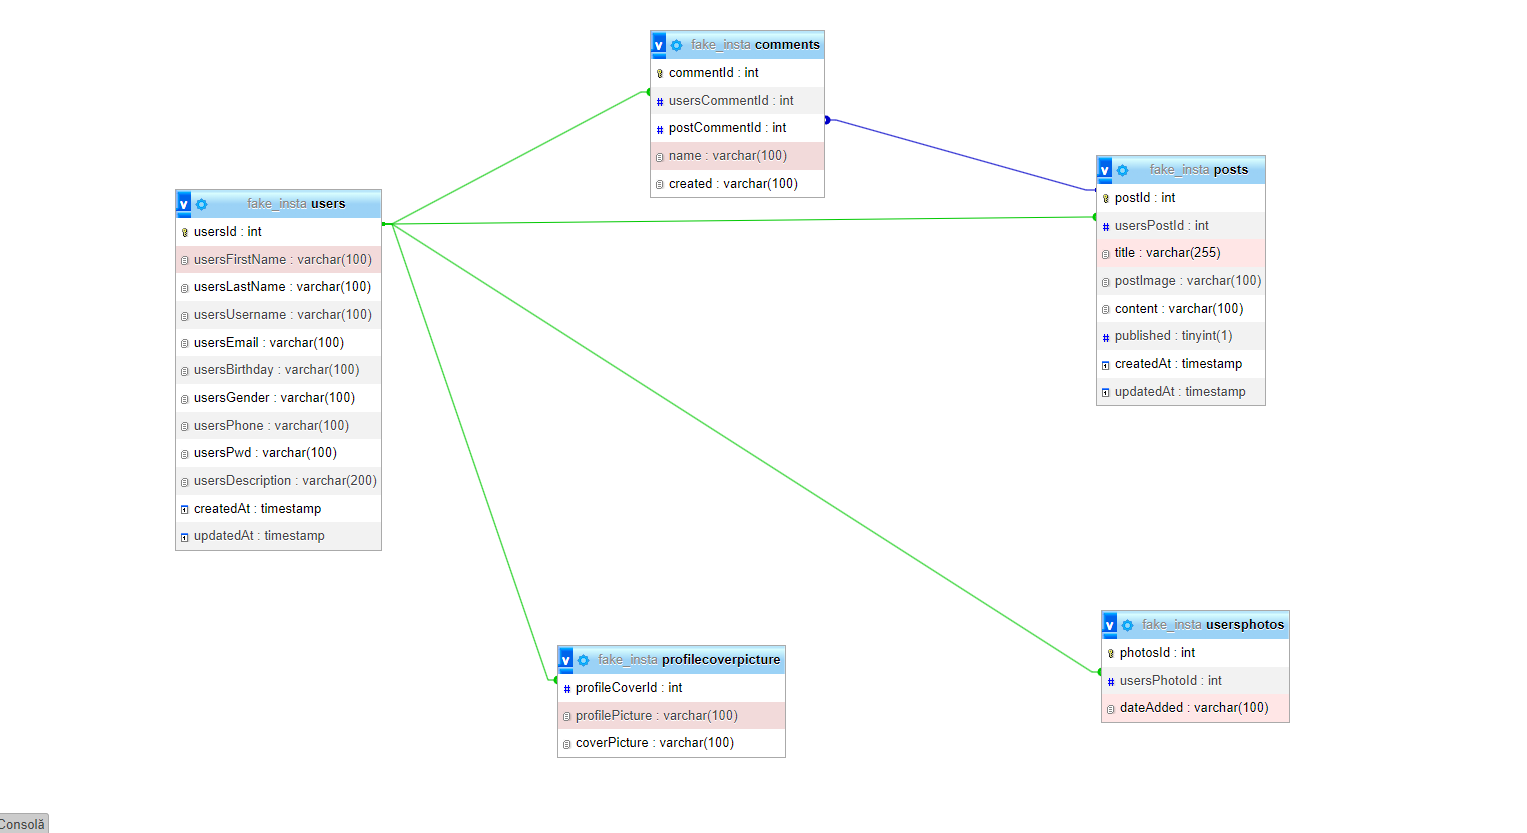 fake_insta comments
commentId : int
usersCommentId : int
postCommentId : int
name : varchar(100)
created : varchar(100)
fake_insta posts
postId : int
usersPostId : int
title : varchar(255)
postImage : varchar(100)
content : varchar(100)
published : tinyint(1)
createdAt : timestamp
updatedAt : timestamp
fake_insta users
usersId : int
usersFirstName : varchar(100)
usersLastName : varchar(100)
usersUsername : varchar(100)
usersEmail : varchar(100)
usersBirthday : varchar(100)
usersGender : varchar(100)
usersPhone : varchar(100)
usersPwd : varchar(100)
usersDescription : varchar(200)
createdAt : timestamp
updatedAt : timestamp
fake_insta profilecoverpicture
profileCoverId : int
profilePicture : varchar(100)
coverPicture : varchar(100)
fake_insta usersphotos
photosId : int
usersPhotoId : int
dateAdded : varchar(100)
Consolă